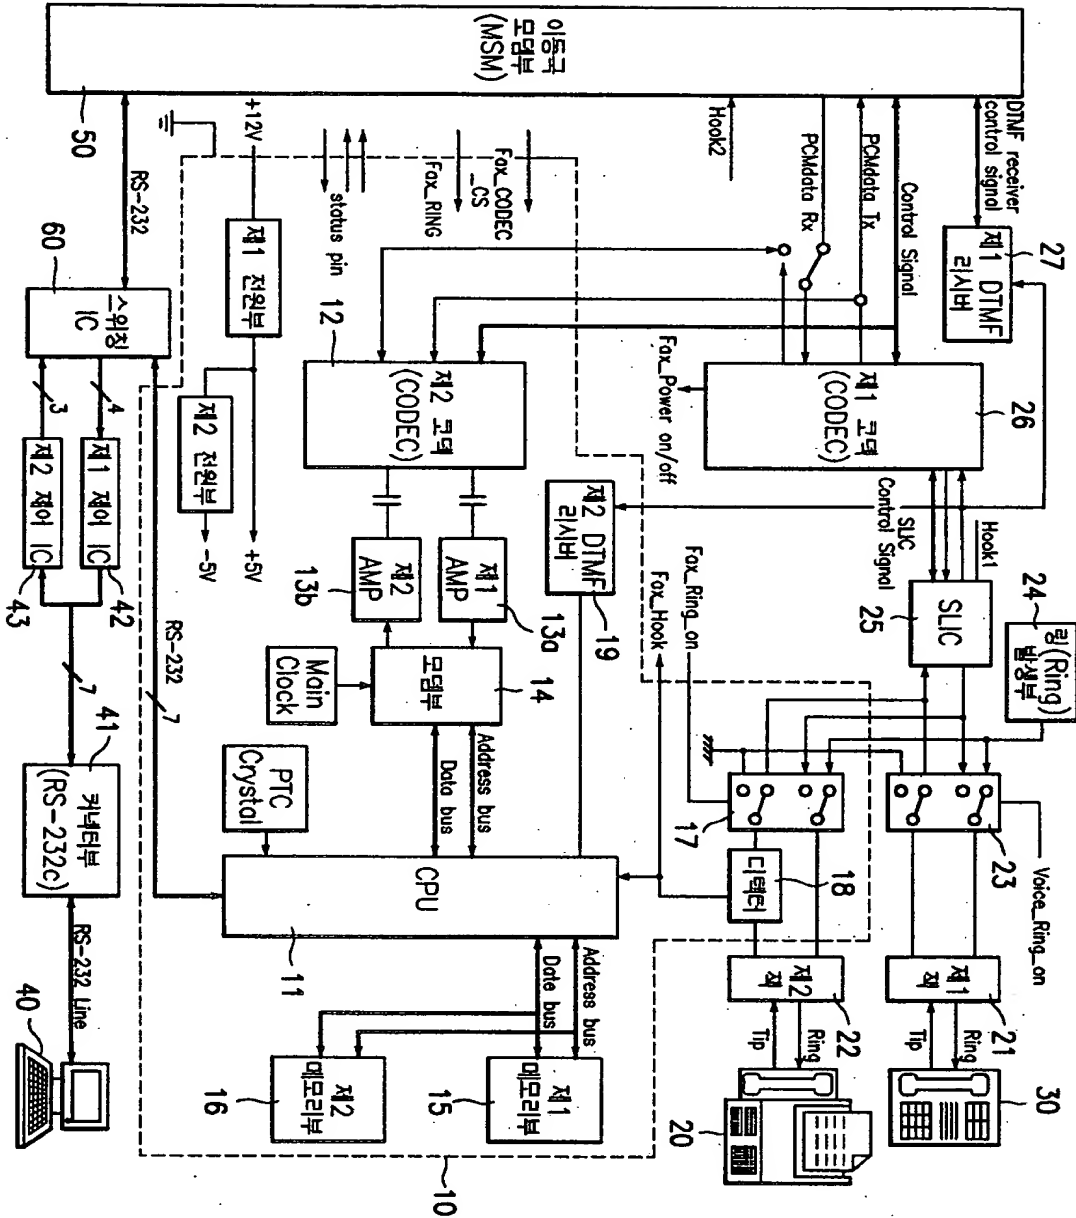 30
Ring
Tip
제1
잭
21
Voice_Ring_on
23
링(Ring)
발생부
24
Hook1
SLIC
25
SLIC
Control Signal
제1 코덱
(CODEC)
26
제1 DTMF
리시버
27
DTMF receiver
control signal
Control Signal
PCMdata Tx
PCMdata Rx
Hook2
이동국
모뎀부
(MSM)
50
20
Ring
Tip
제2
잭
22
디텍터
18
17
Fax_Ring_on
Fax_Hook
Fax_Power on/off
제2 DTMF
리시버
19
제2 코덱
(CODEC)
12
제1
AMP
13a
제2
AMP
13b
모뎀부
14
Main
Clock
Address bus
Data bus
PTC
Crystal
CPU
11
Address bus
Date bus
제1
메모리부
15
제2
메모리부
16
10
Fax_CODEC
_CS
Fax_RING
status pin
+12V
제1 전원부
제2 전원부
+5V
-5V
RS-232
60
스위칭
IC
RS-232
7
4
3
제1 제어 IC
42
제2 제어 IC
43
7
41
커넥터부
(RS-232c)
RS-232 Line
40